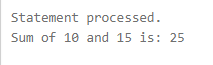 Statement processed.
Sum of 10 and 15 is: 25